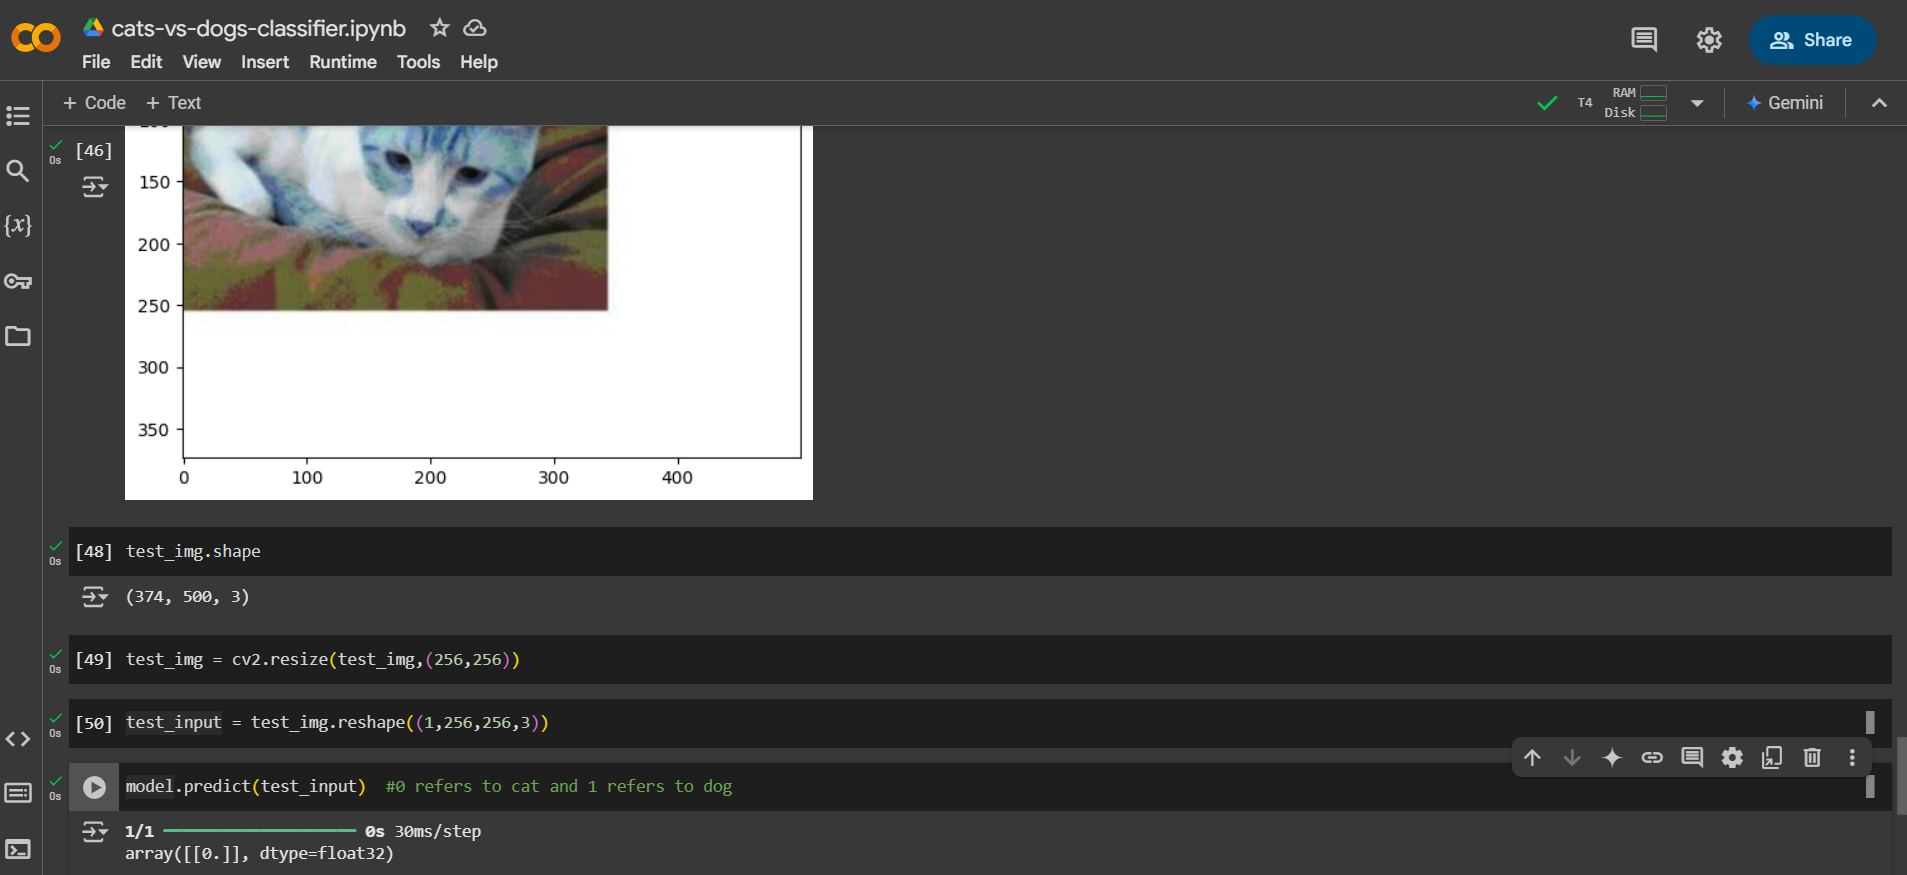 cats-vs-dogs-classifier.ipynb
File Edit View Insert Runtime Tools Help
Share
+ Code + Text
T4
RAM
Disk
Gemini
[46]
0s
150
200
250
300
350
0 100 200 300 400
[48] test_img.shape
0s
(374, 500, 3)
[49] test_img = cv2.resize(test_img,(256,256))
0s
[50] test_input = test_img.reshape((1,256,256,3))
0s
model.predict(test_input) #0 refers to cat and 1 refers to dog
0s
1/1 0s 30ms/step
array([[0.]], dtype=float32)